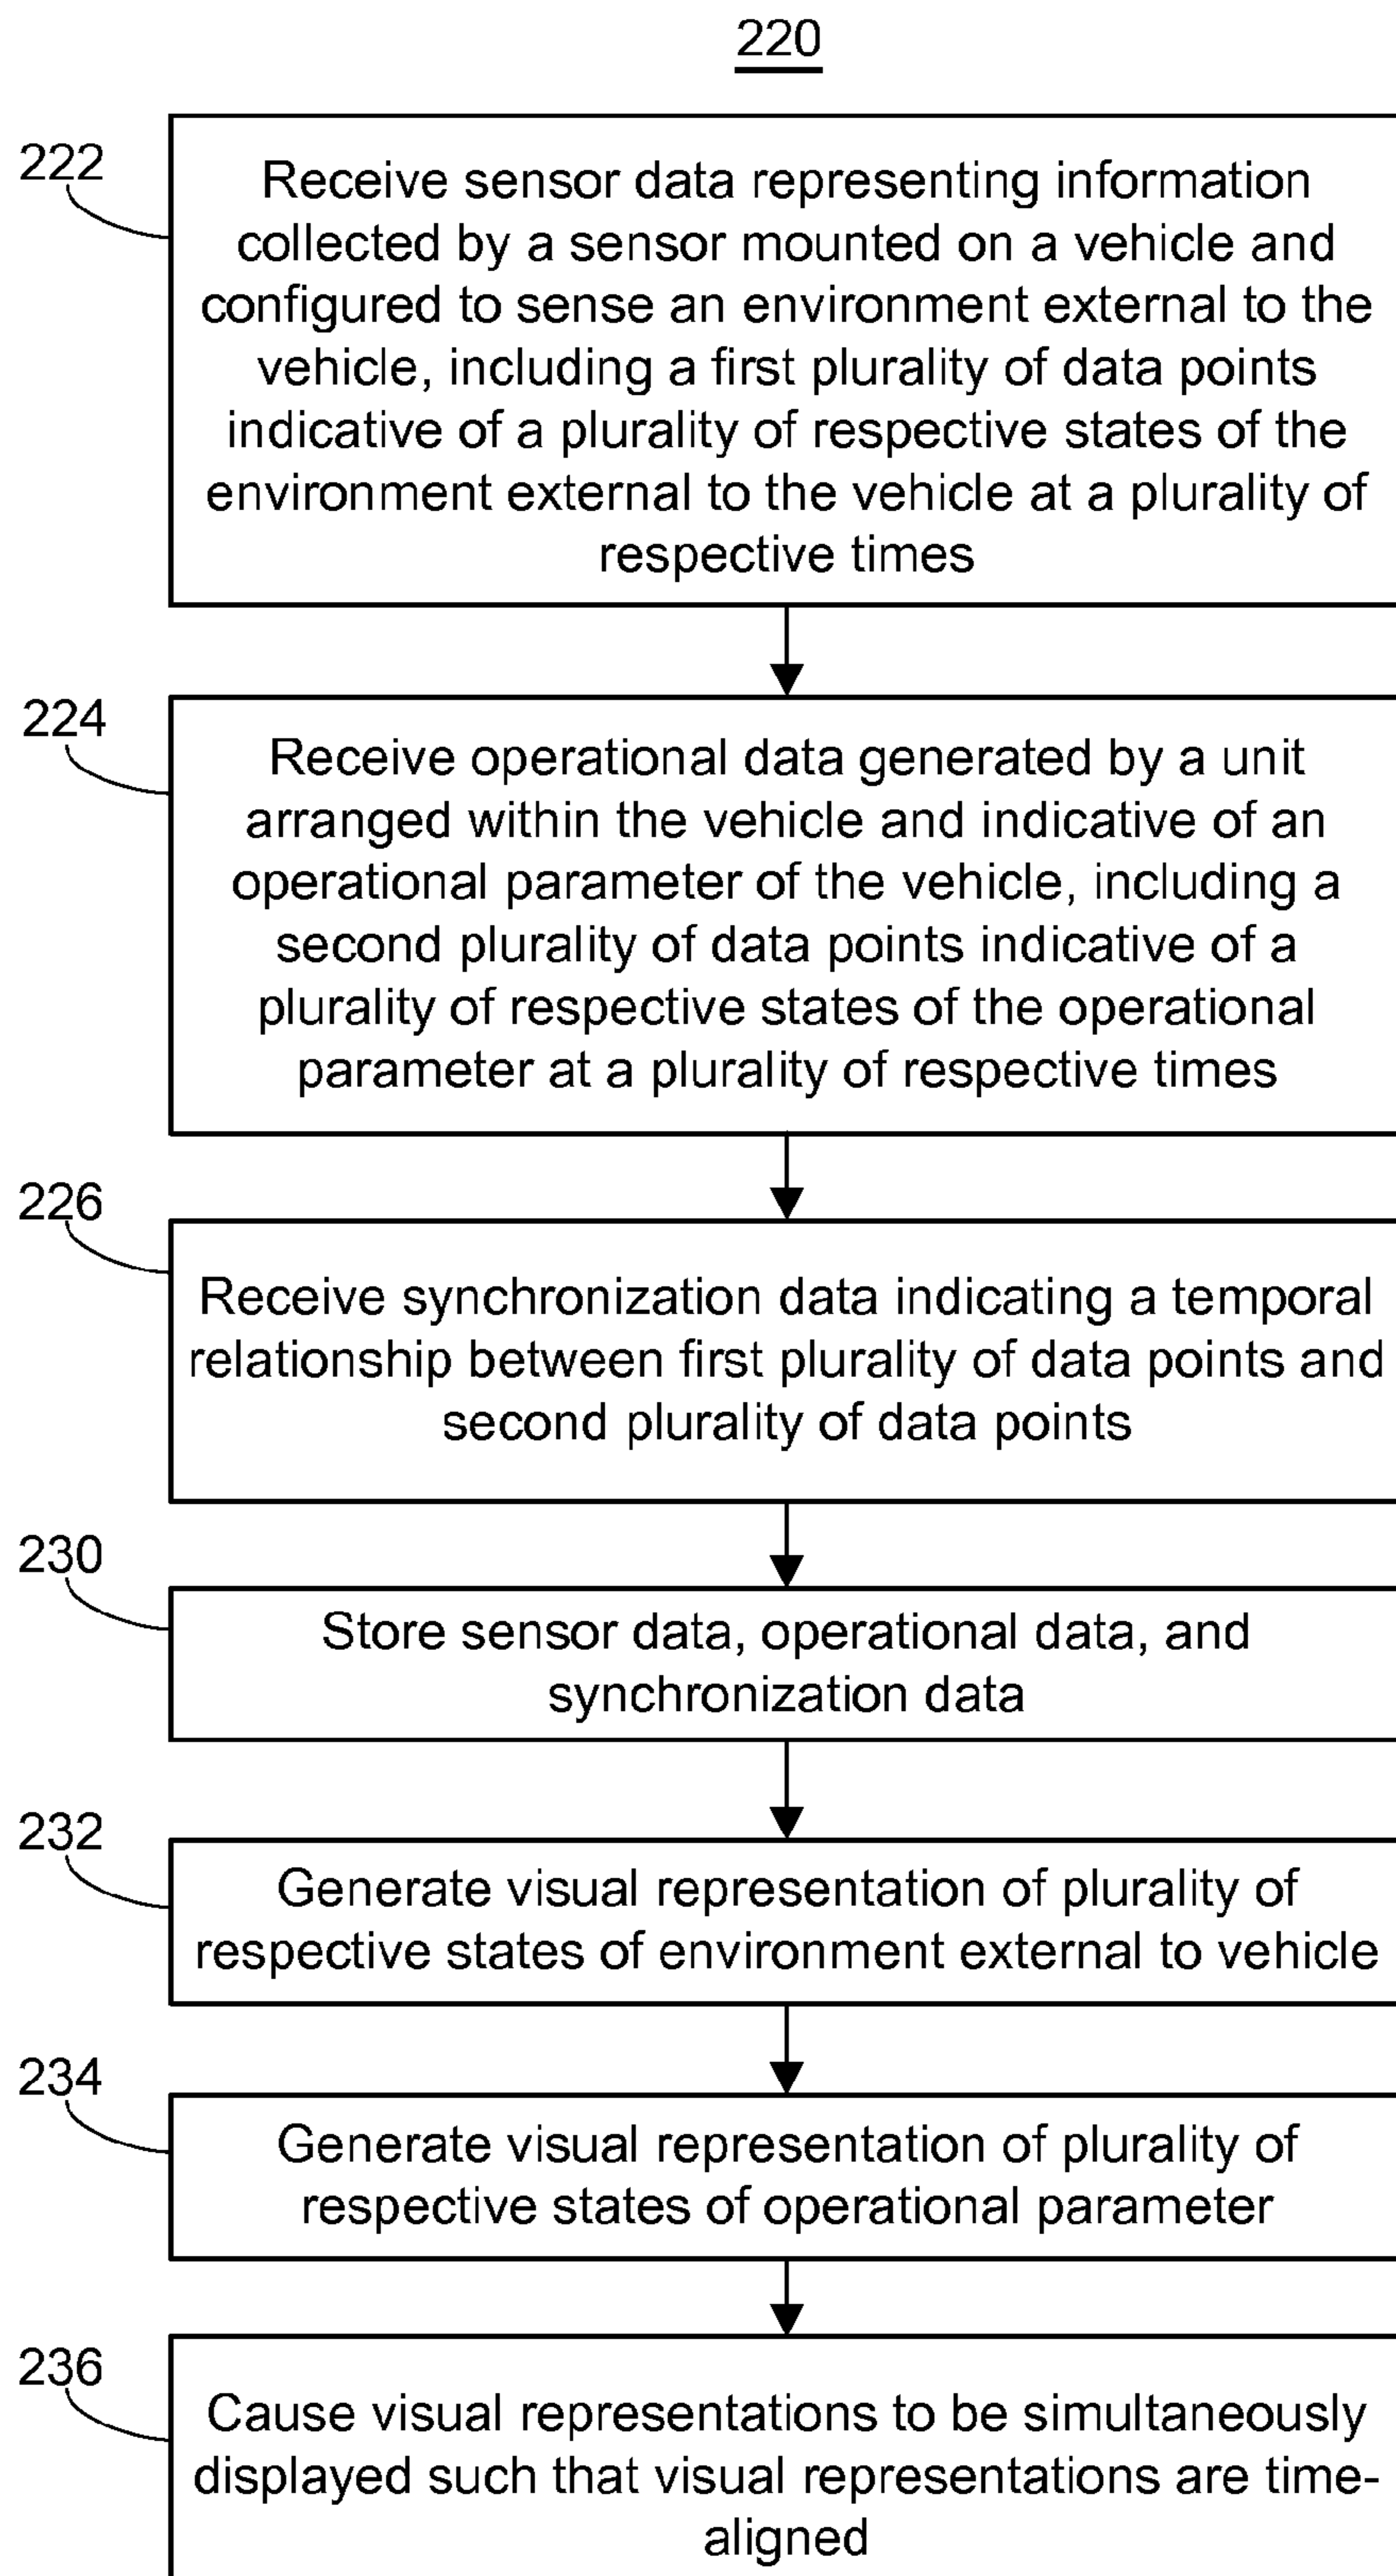 220
222
Receive sensor data representing information
collected by a sensor mounted on a vehicle and
configured to sense an environment external to the
vehicle, including a first plurality of data points
indicative of a plurality of respective states of the
environment external to the vehicle at a plurality of
respective times
224
Receive operational data generated by a unit
arranged within the vehicle and indicative of an
operational parameter of the vehicle, including a
second plurality of data points indicative of a
plurality of respective states of the operational
parameter at a plurality of respective times
226
Receive synchronization data indicating a temporal
relationship between first plurality of data points and
second plurality of data points
230
Store sensor data, operational data, and
synchronization data
232
Generate visual representation of plurality of
respective states of environment external to vehicle
234
Generate visual representation of plurality of
respective states of operational parameter
236
Cause visual representations to be simultaneously
displayed such that visual representations are time-
aligned